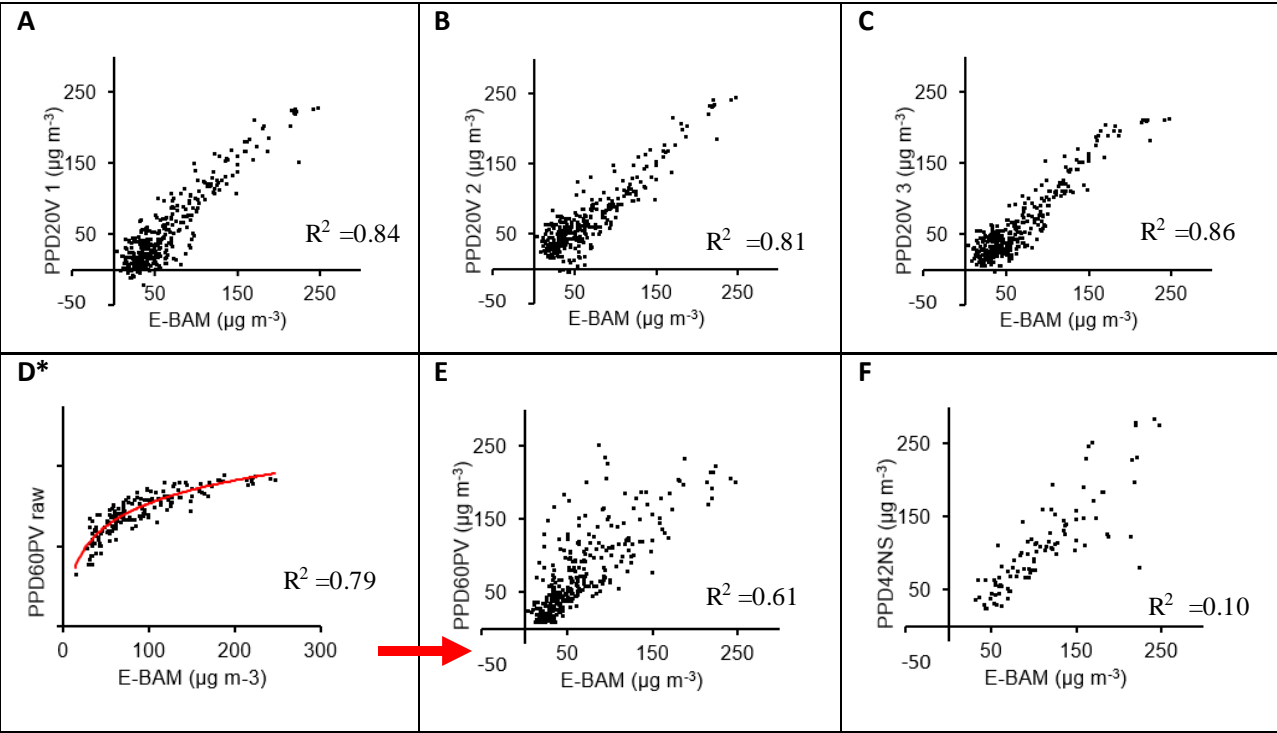 A
250
150
50
-50
50
150
250
PPD20V 1 (µg m-3)
E-BAM (µg m-3)
R2 =0.84
B
250
150
50
-50
50
150
250
PPD20V 2 (µg m-3)
E-BAM (µg m-3)
R2 =0.81
C
250
150
50
-50
50
150
250
PPD20V 3 (µg m-3)
E-BAM (µg m-3)
R2 =0.86
D*
PPD60PV raw
0
100
200
300
E-BAM (µg m-3)
R2 =0.79
E
250
150
50
-50
50
150
250
PPD60PV (µg m-3)
E-BAM (µg m-3)
R2 =0.61
F
250
150
50
-50
50
150
250
PPD42NS (µg m-3)
E-BAM (µg m-3)
R2 =0.10